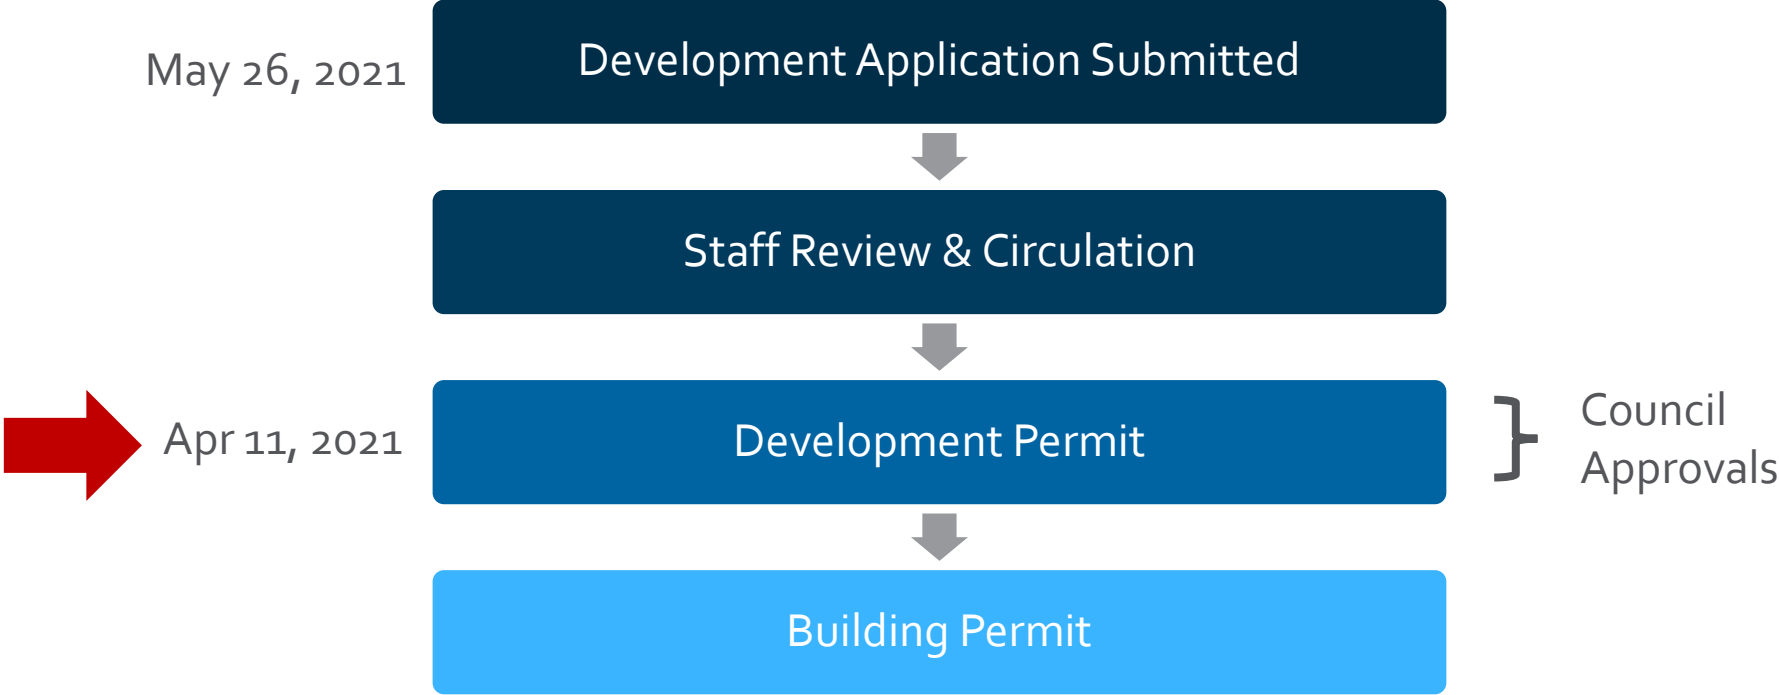 May 26, 2021
Development Application Submitted
Staff Review & Circulation
Apr 11, 2021
Development Permit
Council
Approvals
Building Permit